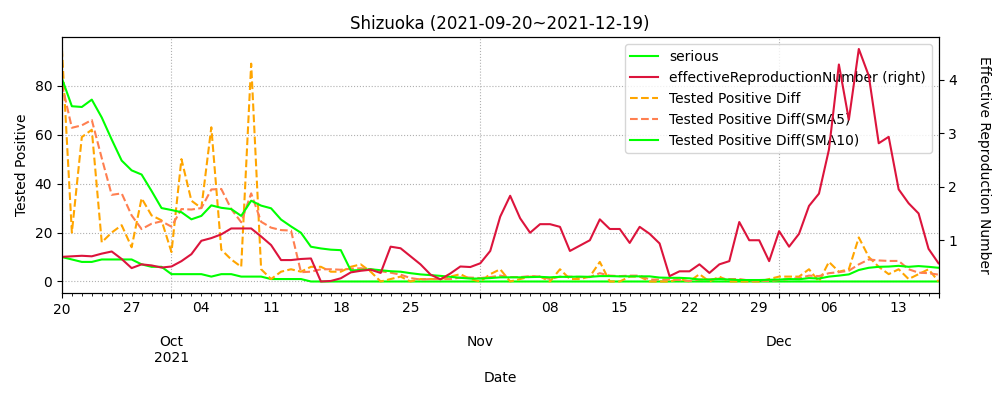 Shizuoka (2021-09-20~2021-12-19)
serious
effectiveReproductionNumber (right)
Tested Positive Diff
Tested Positive Diff(SMA5)
Tested Positive Diff(SMA10)
Tested Positive
80
60
40
20
0
Effective Reproduction Number
4
3
2
1
20 27 04 11 18 25 08 15 22 29 06 13
Oct Nov Dec
2021
Date